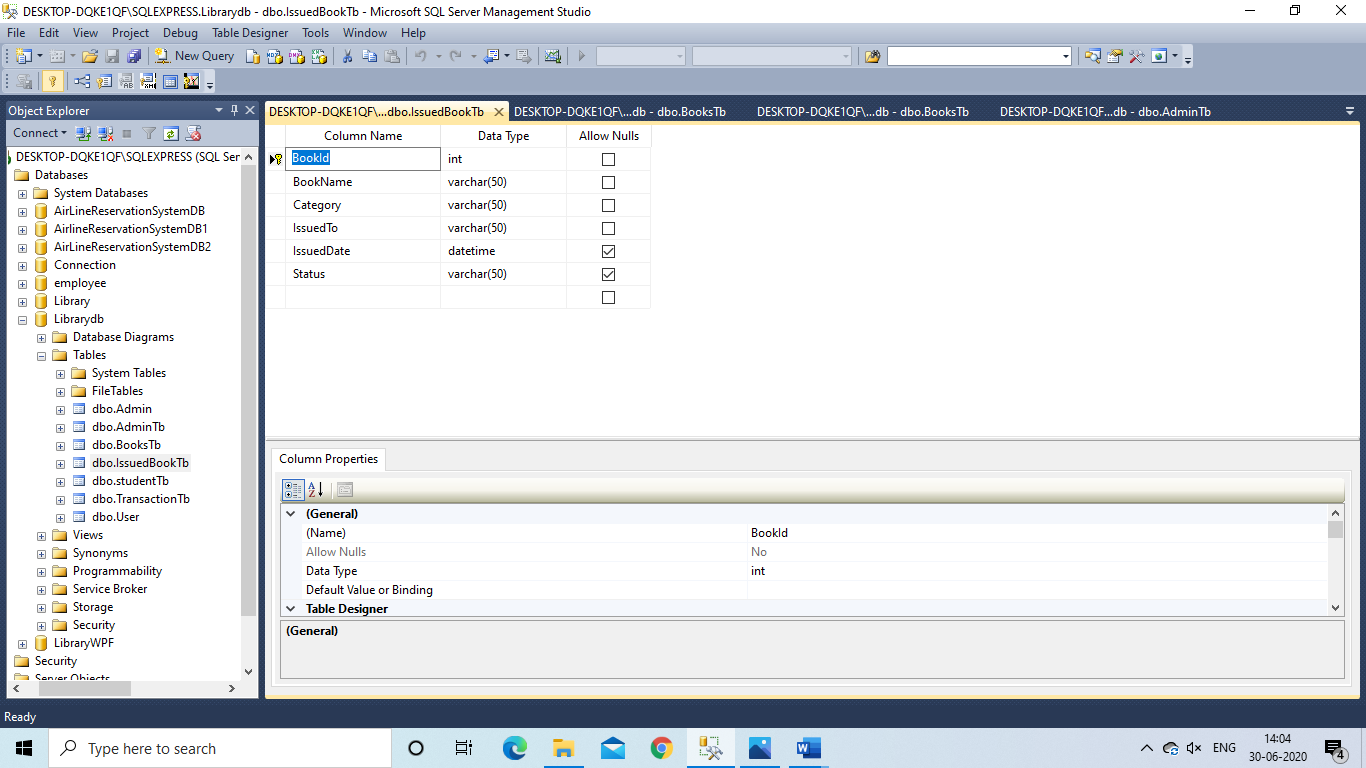 DESKTOP-DQKE1QF\SQLEXPRESS.Librarydb - dbo.IssuedBookTb - Microsoft SQL Server Management Studio
File Edit View Project Debug Table Designer Tools Window Help
New Query
Object Explorer
Connect
DESKTOP-DQKE1QF\SQLEXPRESS (SQL Ser
Databases
System Databases
AirLineReservationSystemDB
AirlineReservationSystemDB1
AirLineReservationSystemDB2
Connection
employee
Library
Librarydb
Database Diagrams
Tables
System Tables
FileTables
dbo.Admin
dbo.AdminTb
dbo.BooksTb
dbo.IssuedBookTb
dbo.studentTb
dbo.TransactionTb
dbo.User
Views
Synonyms
Programmability
Service Broker
Storage
Security
LibraryWPF
Security
Server Objects
DESKTOP-DQKE1QF\...dbo.IssuedBookTb DESKTOP-DQKE1QF\...db - dbo.BooksTb DESKTOP-DQKE1QF\...db - dbo.BooksTb DESKTOP-DQKE1QF...db - dbo.AdminTb
Column Name Data Type Allow Nulls
BookId int
BookName varchar(50)
Category varchar(50)
IssuedTo varchar(50)
IssuedDate datetime
Status varchar(50)
Column Properties
(General)
(Name) BookId
Allow Nulls No
Data Type int
Default Value or Binding
Table Designer
(General)
Ready
Type here to search
ENG
14:04
30-06-2020
4